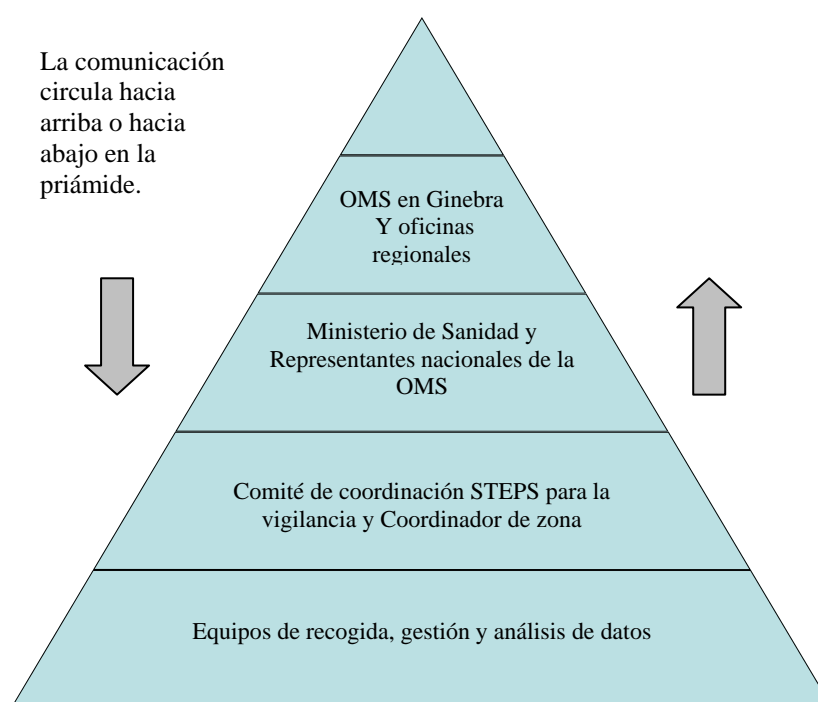 La comunicación
circula hacia
arriba o hacia
abajo en la
priámide.
OMS en Ginebra
Y oficinas
regionales
Ministerio de Sanidad y
Representantes nacionales de la
OMS
Comité de coordinación STEPS para la
vigilancia y Coordinador de zona
Equipos de recogida, gestión y análisis de datos